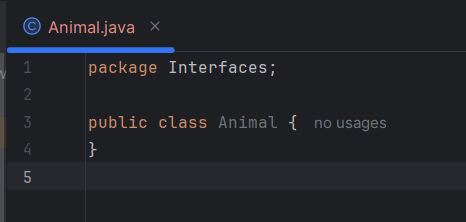 © Animal.java ×
1 package Interfaces;
2
3 public class Animal { no usages
4 }
5